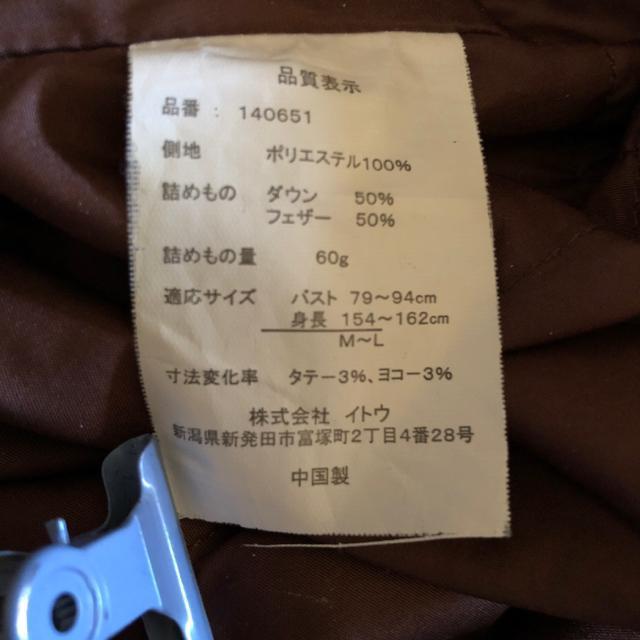 品質表示
品番 : 140651
側地 ポリエステル100%
詰めもの ダウン 50%
フェザー 50%
詰めもの量 60g
適応サイズ バスト 79〜94cm
身長 154〜162cm
M〜L
寸法変化率 タテー3%、ヨコー3%
株式会社 イトウ
新潟県新発田市富塚町2丁目4番28号
中国製